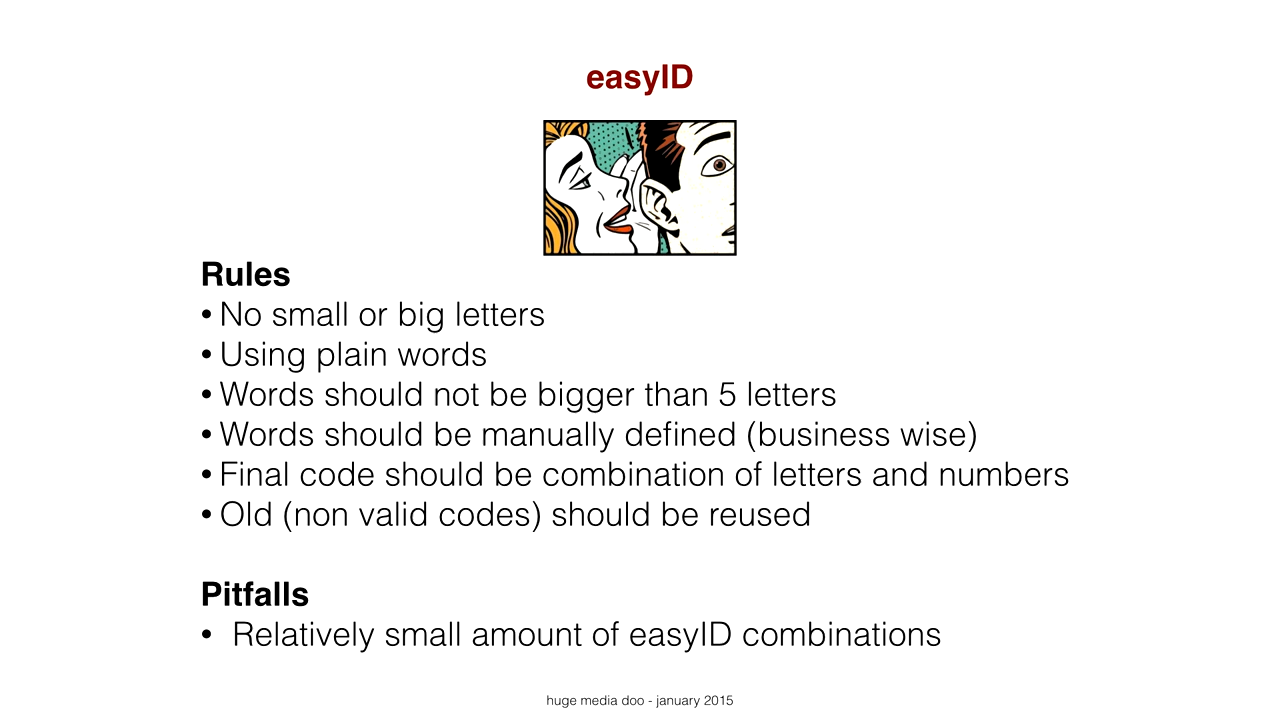 easyID
Rules
• No small or big letters
• Using plain words
• Words should not be bigger than 5 letters
• Words should be manually defined (business wise)
• Final code should be combination of letters and numbers
• Old (non valid codes) should be reused
Pitfalls
• Relatively small amount of easyID combinations
huge media doo - january 2015